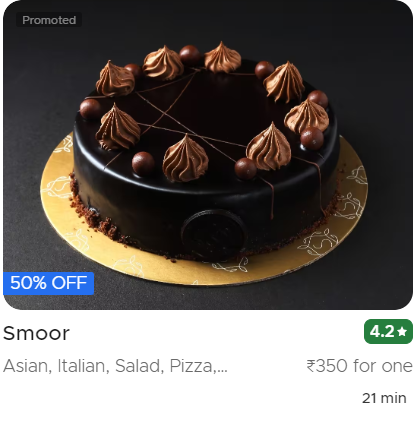 Promoted
50% OFF
Smoor
4.2★
Asian, Italian, Salad, Pizza,...
₹350 for one
21 min